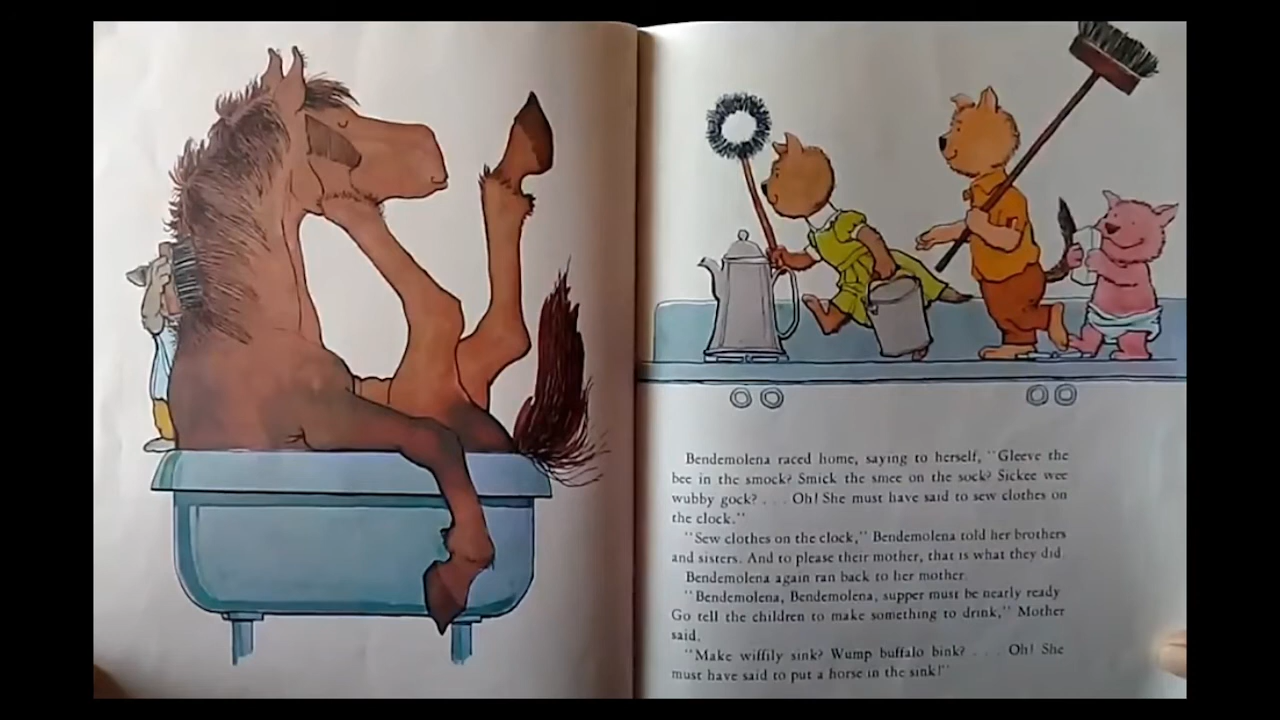 Bendemolena raced home, saying to herself, "Gleeve the
bee in the smock? Smick the smee on the sock? Sickee wee
wubby gock? . . . Oh! She must have said to sew clothes on
the clock."
"Sew clothes on the clock," Bendemolena told her brothers
and sisters. And to please their mother, that is what they did.
Bendemolena again ran back to her mother.
"Bendemolena, Bendemolena, supper must be nearly ready
Go tell the children to make something to drink," Mother
said.
"Make wiffily sink? Wump buffalo bink? . . . Oh! She
must have said to put a horse in the sink!"